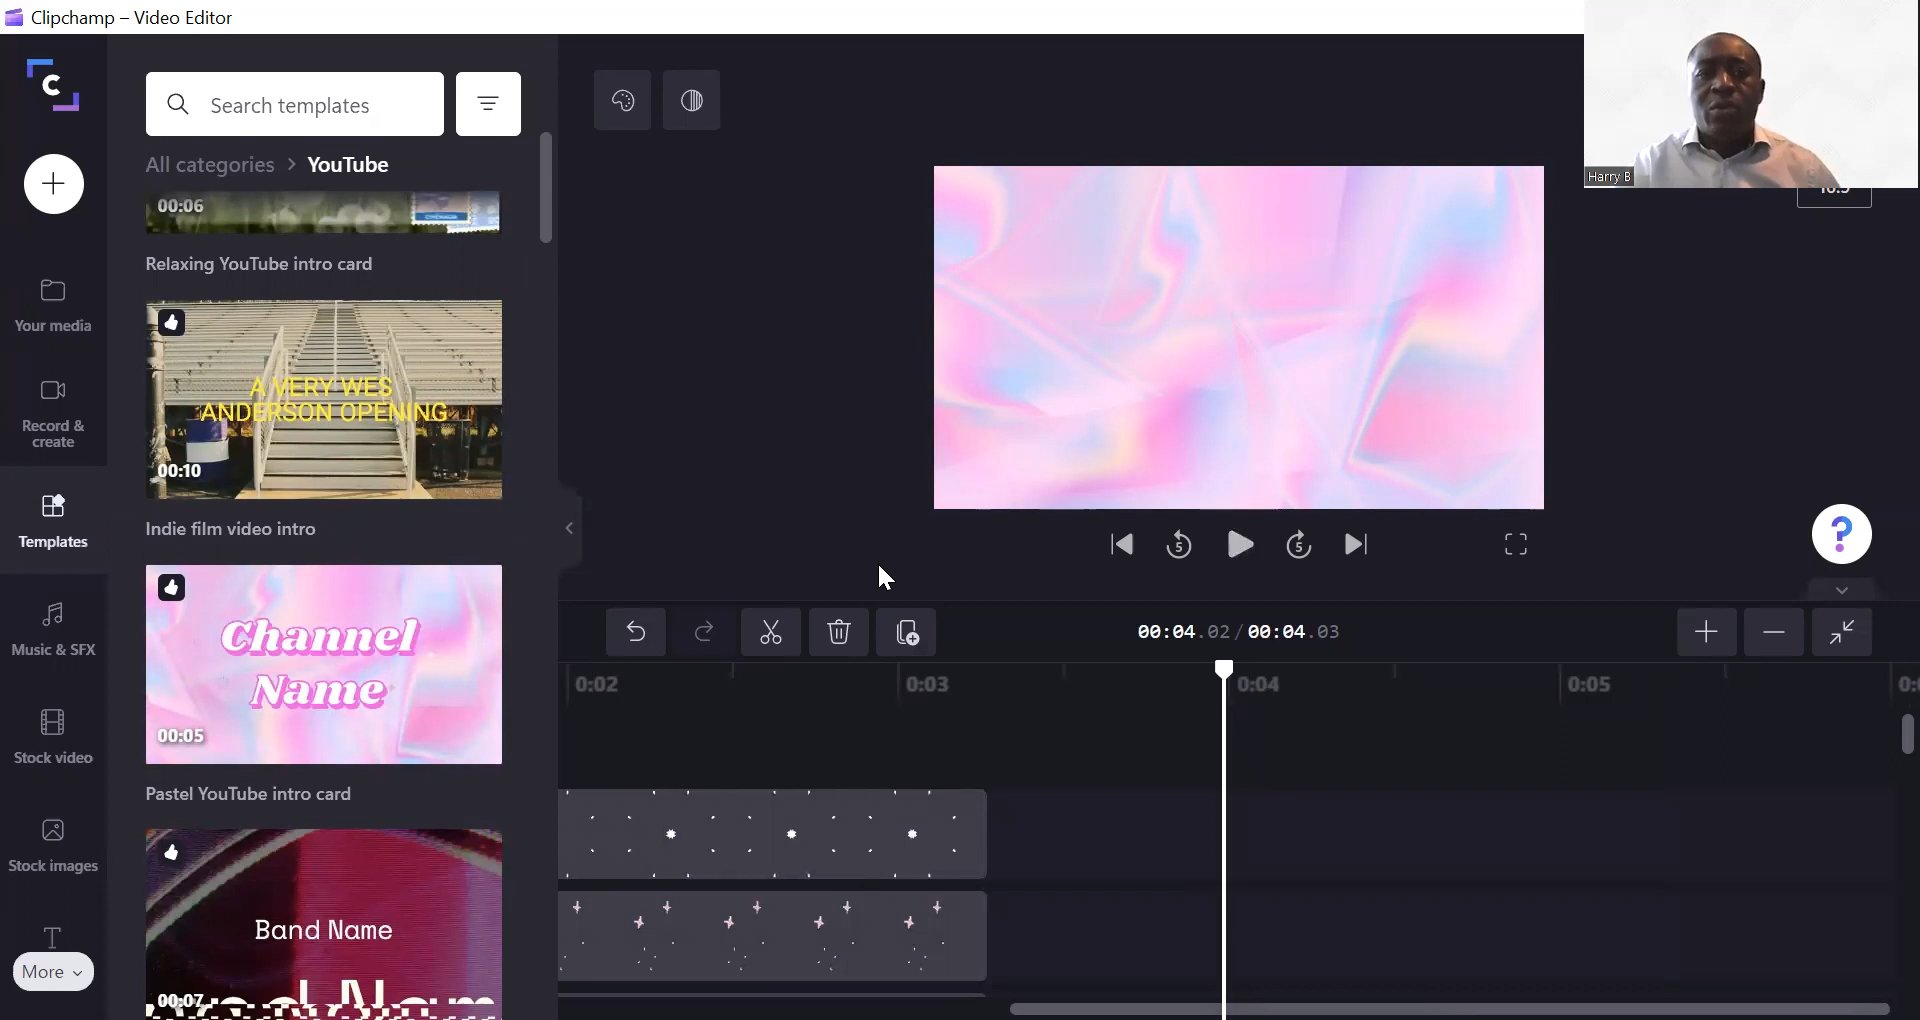 Clipchamp – Video Editor
Search templates
All categories > YouTube
00:06
Relaxing YouTube intro card
A VERY WES
ANDERSON OPENING
00:10
Indie film video intro
Channel
Name
00:05
Pastel YouTube intro card
Band Name
00:07
Your media
Record &
create
Templates
Music & SFX
Stock video
Stock images
T
More
C
Harry B
5
5
?
00:04.02/00:04.03
0:02
0:03
0:04
0:05